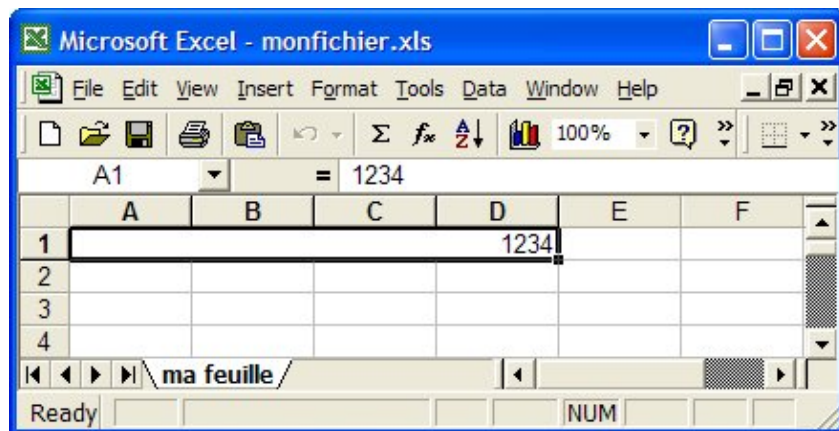 Microsoft Excel - monfichier.xls
File Edit View Insert Format Tools Data Window Help
Σ fx A Z 100% ? »
A1 = 1234
A B C D E F
1 1234
2
3
4
ma feuille
Ready NUM